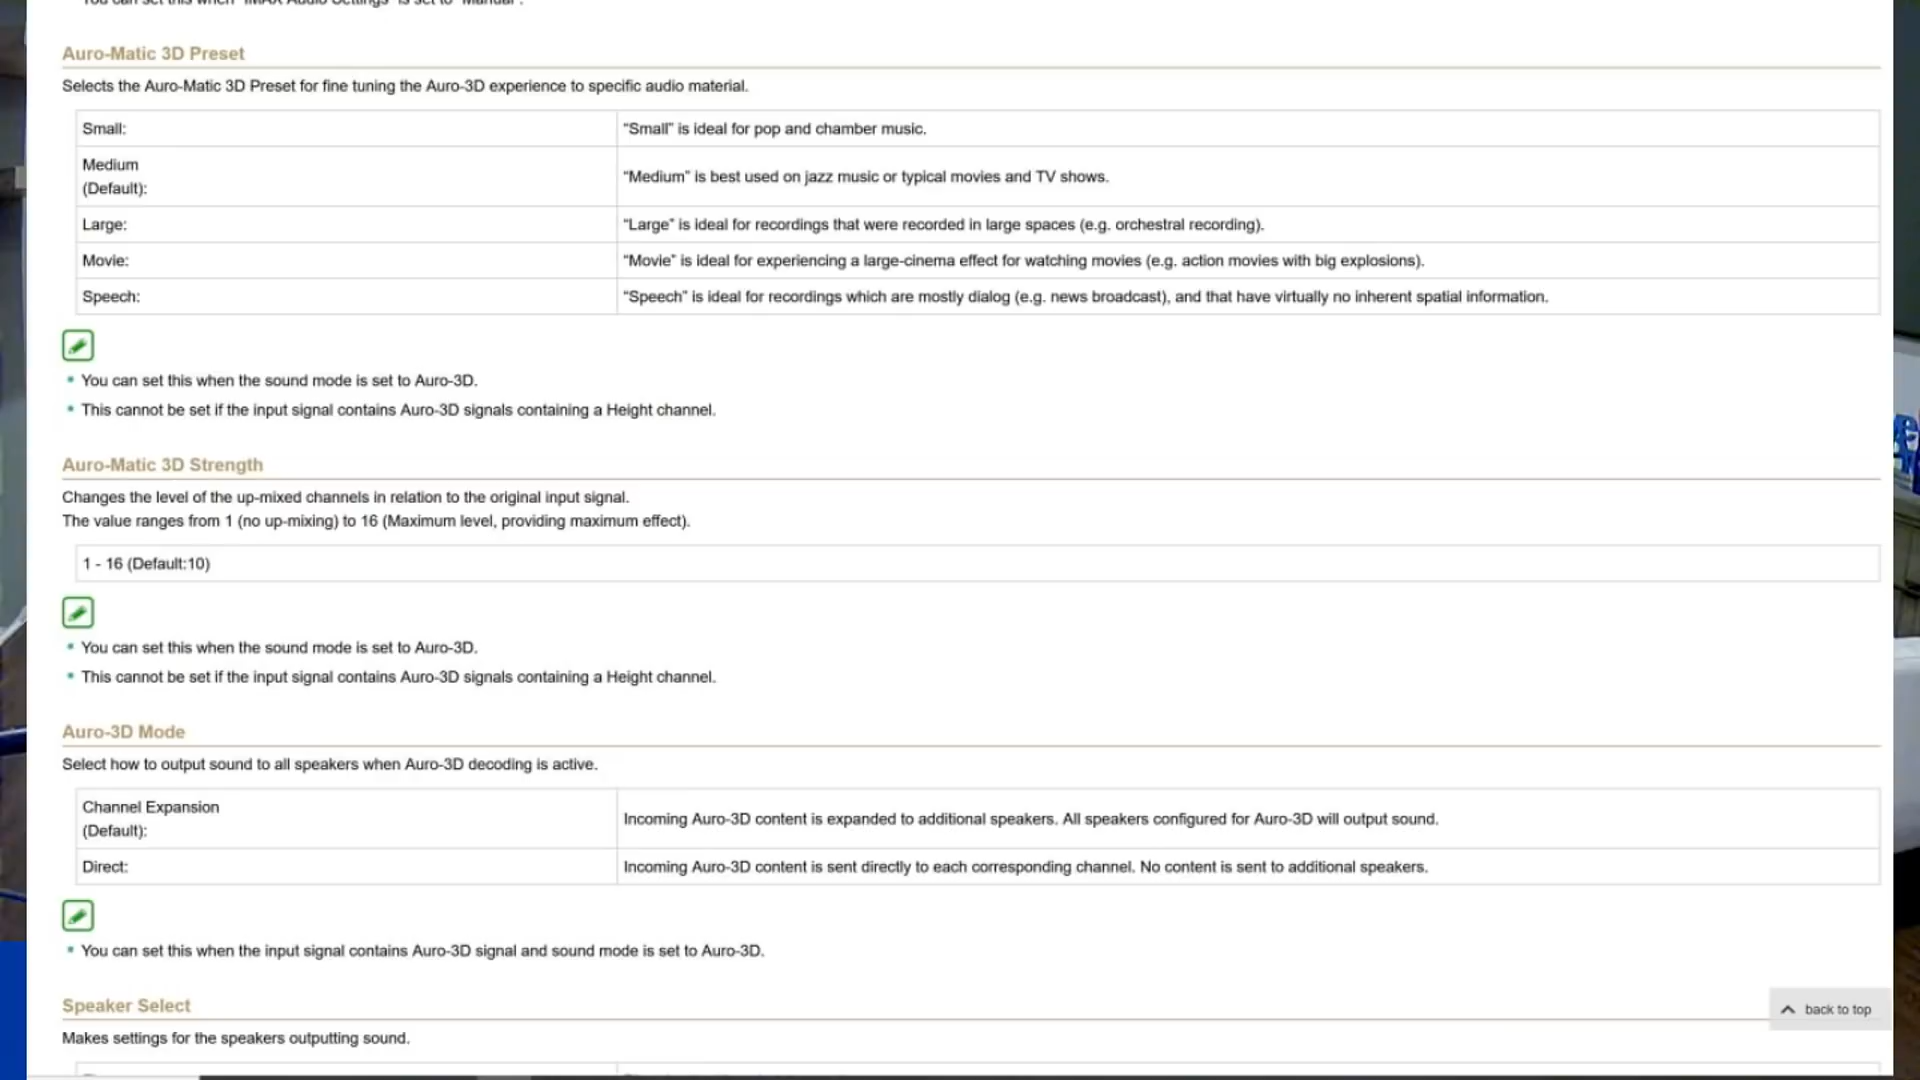 You can set this when "IMAX Audio Settings" is set to "Manual".
Auro-Matic 3D Preset
Selects the Auro-Matic 3D Preset for fine tuning the Auro-3D experience to specific audio material.
Small:
“Small” is ideal for pop and chamber music.
Medium
(Default):
“Medium” is best used on jazz music or typical movies and TV shows.
Large:
“Large” is ideal for recordings that were recorded in large spaces (e.g. orchestral recording).
Movie:
“Movie” is ideal for experiencing a large-cinema effect for watching movies (e.g. action movies with big explosions).
Speech:
“Speech” is ideal for recordings which are mostly dialog (e.g. news broadcast), and that have virtually no inherent spatial information.
You can set this when the sound mode is set to Auro-3D.
This cannot be set if the input signal contains Auro-3D signals containing a Height channel.
Auro-Matic 3D Strength
Changes the level of the up-mixed channels in relation to the original input signal.
The value ranges from 1 (no up-mixing) to 16 (Maximum level, providing maximum effect).
1 - 16 (Default:10)
You can set this when the sound mode is set to Auro-3D.
This cannot be set if the input signal contains Auro-3D signals containing a Height channel.
Auro-3D Mode
Select how to output sound to all speakers when Auro-3D decoding is active.
Channel Expansion
(Default):
Incoming Auro-3D content is expanded to additional speakers. All speakers configured for Auro-3D will output sound.
Direct:
Incoming Auro-3D content is sent directly to each corresponding channel. No content is sent to additional speakers.
You can set this when the input signal contains Auro-3D signal and sound mode is set to Auro-3D.
Speaker Select
back to top
Makes settings for the speakers outputting sound.